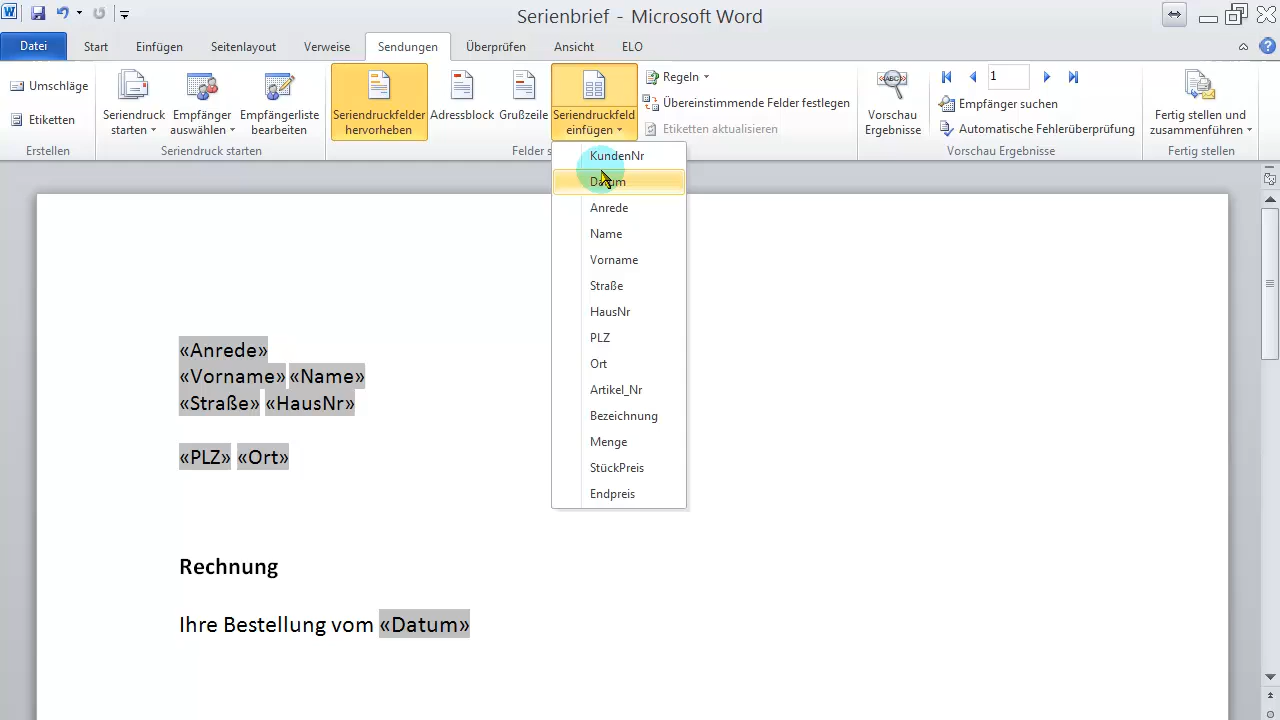 Serienbrief - Microsoft Word
Datei Start Einfügen Seitenlayout Verweise Sendungen Überprüfen Ansicht ELO
Umschläge
Etiketten
Erstellen
Seriendruck starten
Empfänger auswählen
Empfängerliste bearbeiten
Seriendruck starten
Seriendruckfelder hervorheben
Adressblock
Grußzeile
Seriendruckfeld einfügen
Regeln
Übereinstimmende Felder festlegen
Etiketten aktualisieren
Felder s
Vorschau Ergebnisse
1
Empfänger suchen
Automatische Fehlerüberprüfung
Vorschau Ergebnisse
Fertig stellen und zusammenführen
Fertig stellen
KundenNr
Datum
Anrede
Name
Vorname
Straße
HausNr
PLZ
Ort
Artikel_Nr
Bezeichnung
Menge
StückPreis
Endpreis
«Anrede»
«Vorname» «Name»
«Straße» «HausNr»
«PLZ» «Ort»
Rechnung
Ihre Bestellung vom «Datum»